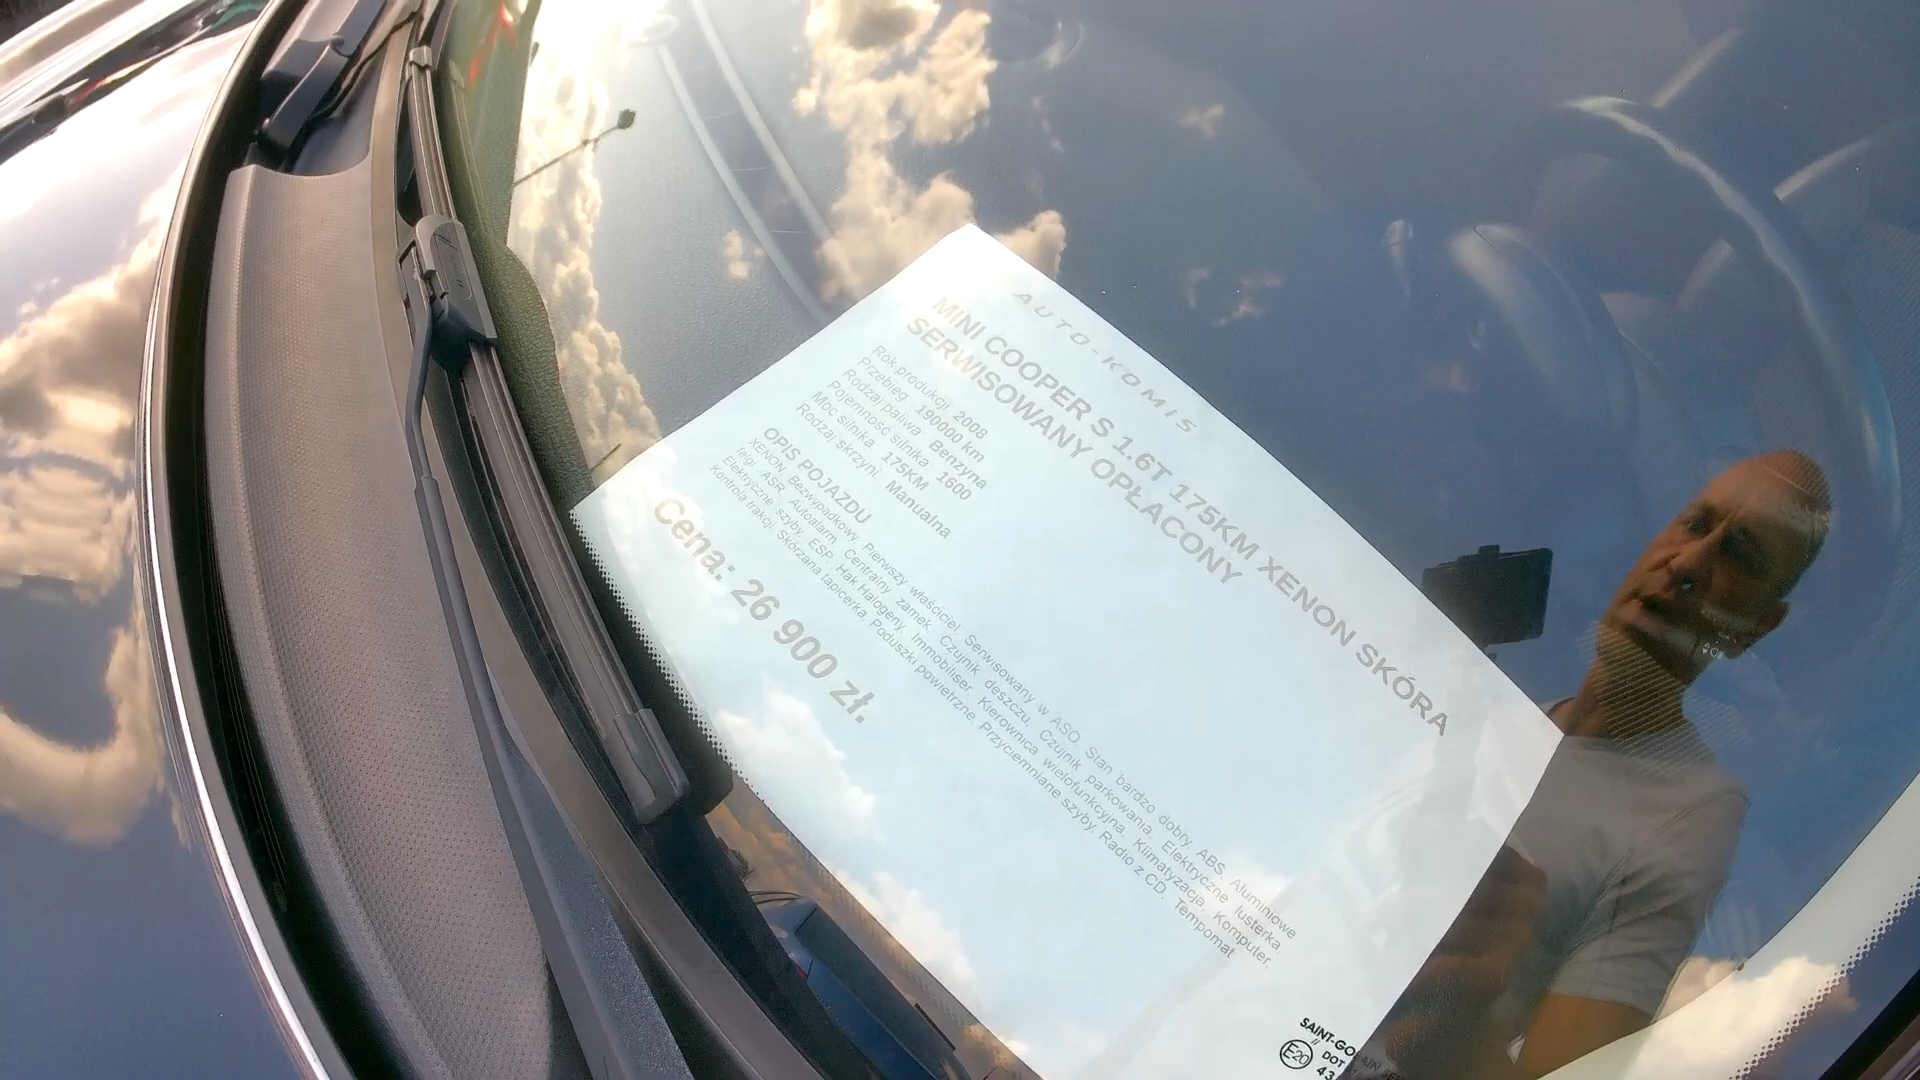 AUTO-KOMIS
MINI COOPER S 1.6T 175KM XENON SKÓRA
SERWISOWANY OPŁACONY
Rok produkcji 2008
Przebieg 190000 km
Rodzaj paliwa Benzyna
Pojemność silnika 1600
Moc silnika 175KM
Rodzaj skrzyni Manualna
OPIS POJAZDU
XENON, Bezwypadkowy, Pierwszy właściciel, Serwisowany w ASO, Stan bardzo dobry, ABS, Aluminiowe
felgi, ASR, Autoalarm, Centralny zamek, Czujnik deszczu, Czujnik parkowania, Elektryczne lusterka,
Elektryczne szyby, ESP, Hak, Halogeny, Immobiliser, Kierownica wielofunkcyjna, Klimatyzacja, Komputer,
Kontrola trakcji, Skórzana tapicerka, Poduszki powietrzne, Przyciemniane szyby, Radio z CD, Tempomat
Cena: 26 900 zł.
SAINT-GOBAIN
E20
DOT
43